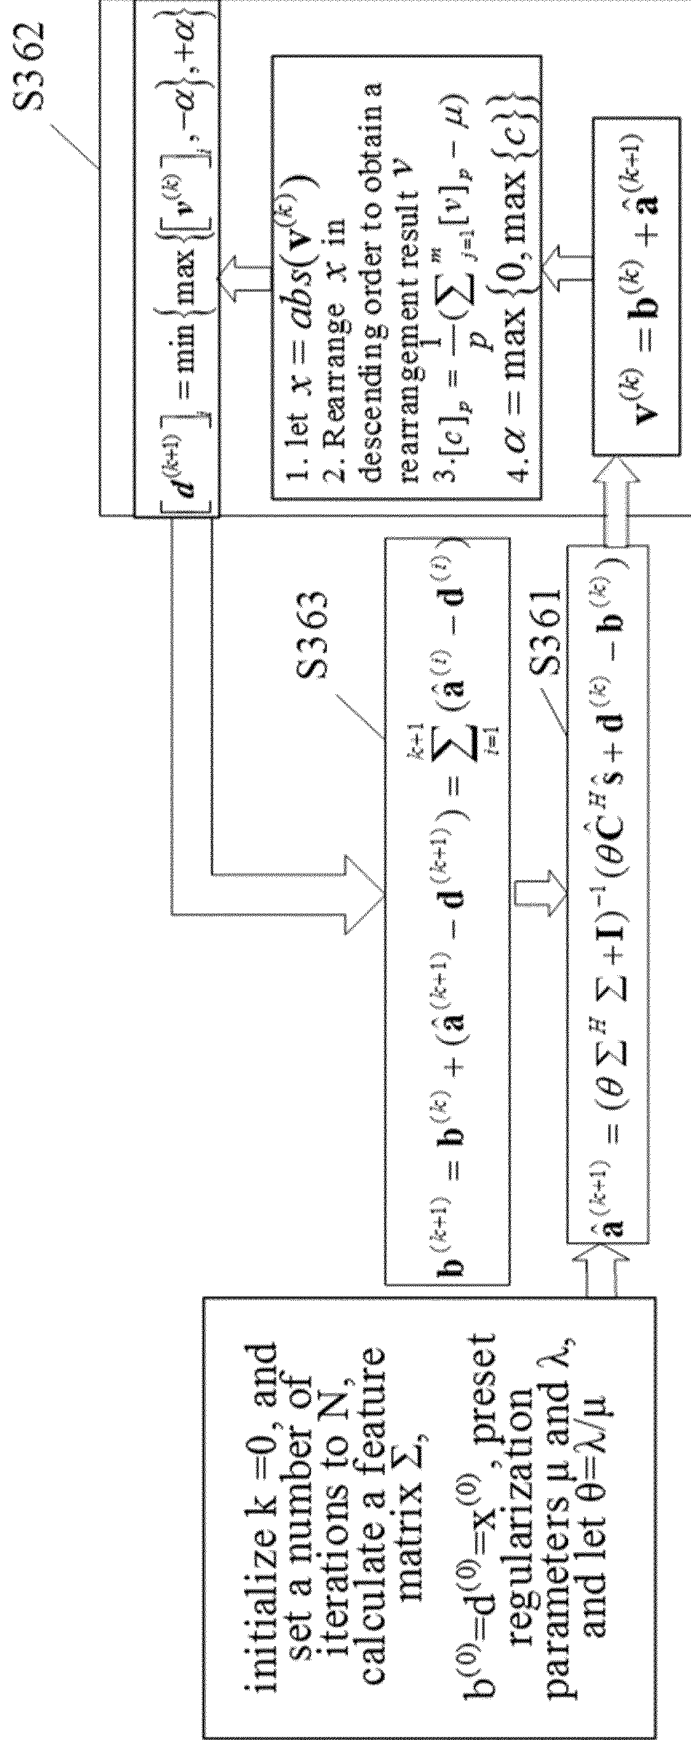 initialize k =0, and
set a number of
iterations to N,
calculate a feature
matrix Σ,
b⁽⁰⁾=d⁽⁰⁾=x⁽⁰⁾, preset
regularization
parameters μ and λ,
and let θ=λ/μ
S363
b^(k+1) = b^(k) + (â^(k+1) − d^(k+1)) = ∑_{i=1}^{k+1} (â^(i) − d^(i))
S361
â^(k+1) = (θ ∑^H ∑ + I)^−1 (θĈ^H ŝ + d^(k) − b^(k))
S362
[d^(k+1)]_i = min{max{[v^(k)]_i, −α}, +α}
1. let x = abs(v^(k))
2. Rearrange x in
descending order to obtain a
rearrangement result v
3·[c]_p = 1/p (∑^m_{j=1} [v]_p − μ)
4. α = max{0, max{c}}
v^(k) = b^(k) + â^(k+1)